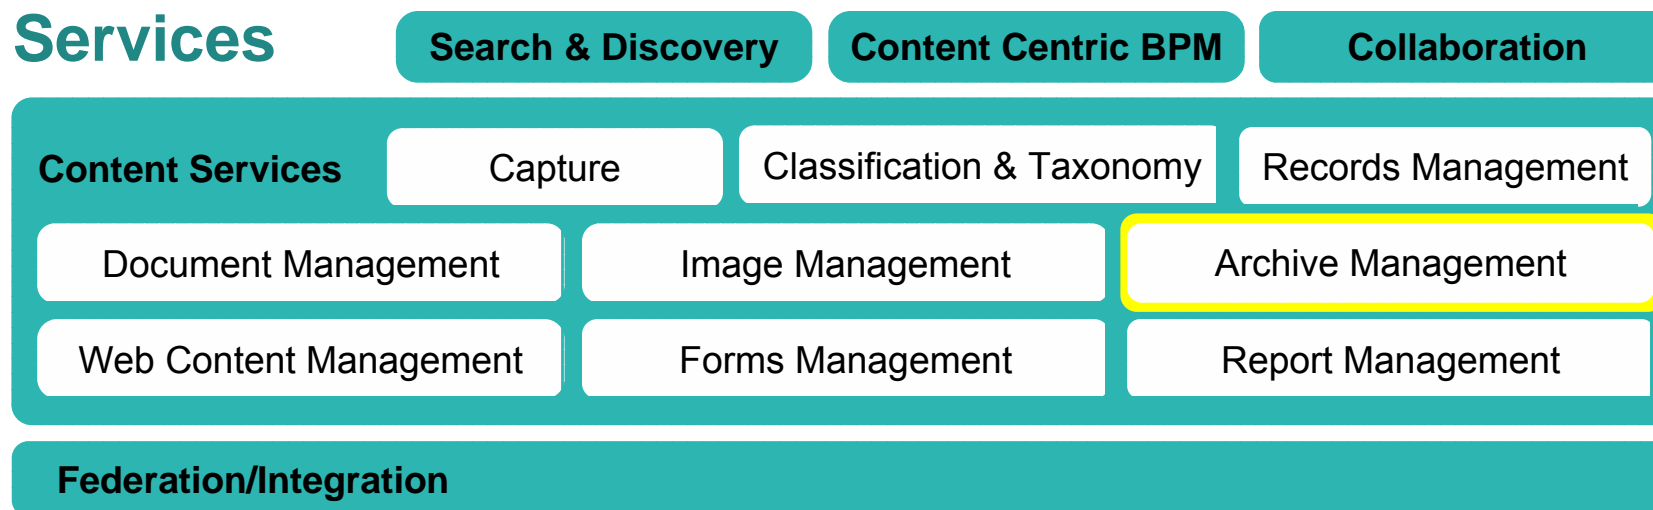 Services
Search & Discovery
Content Centric BPM
Collaboration
Content Services
Capture
Classification & Taxonomy
Records Management
Document Management
Image Management
Archive Management
Web Content Management
Forms Management
Report Management
Federation/Integration